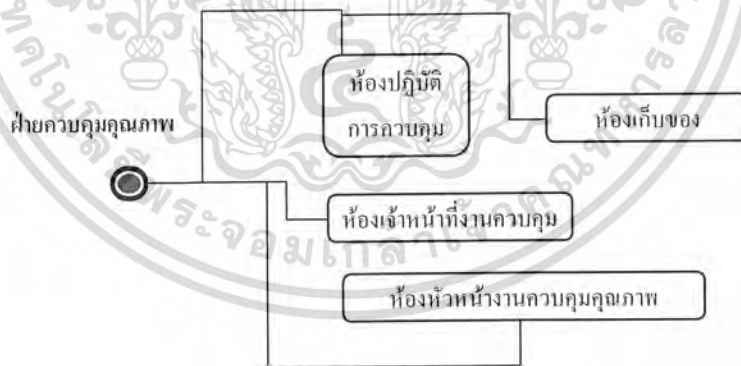 ห้องปฏิบัติ
การควบคุม
ห้องเก็บของ
ฝ่ายควบคุมคุณภาพ
ห้องเจ้าหน้าที่งานควบคุม
ห้องหัวหน้างานควบคุมคุณภาพ